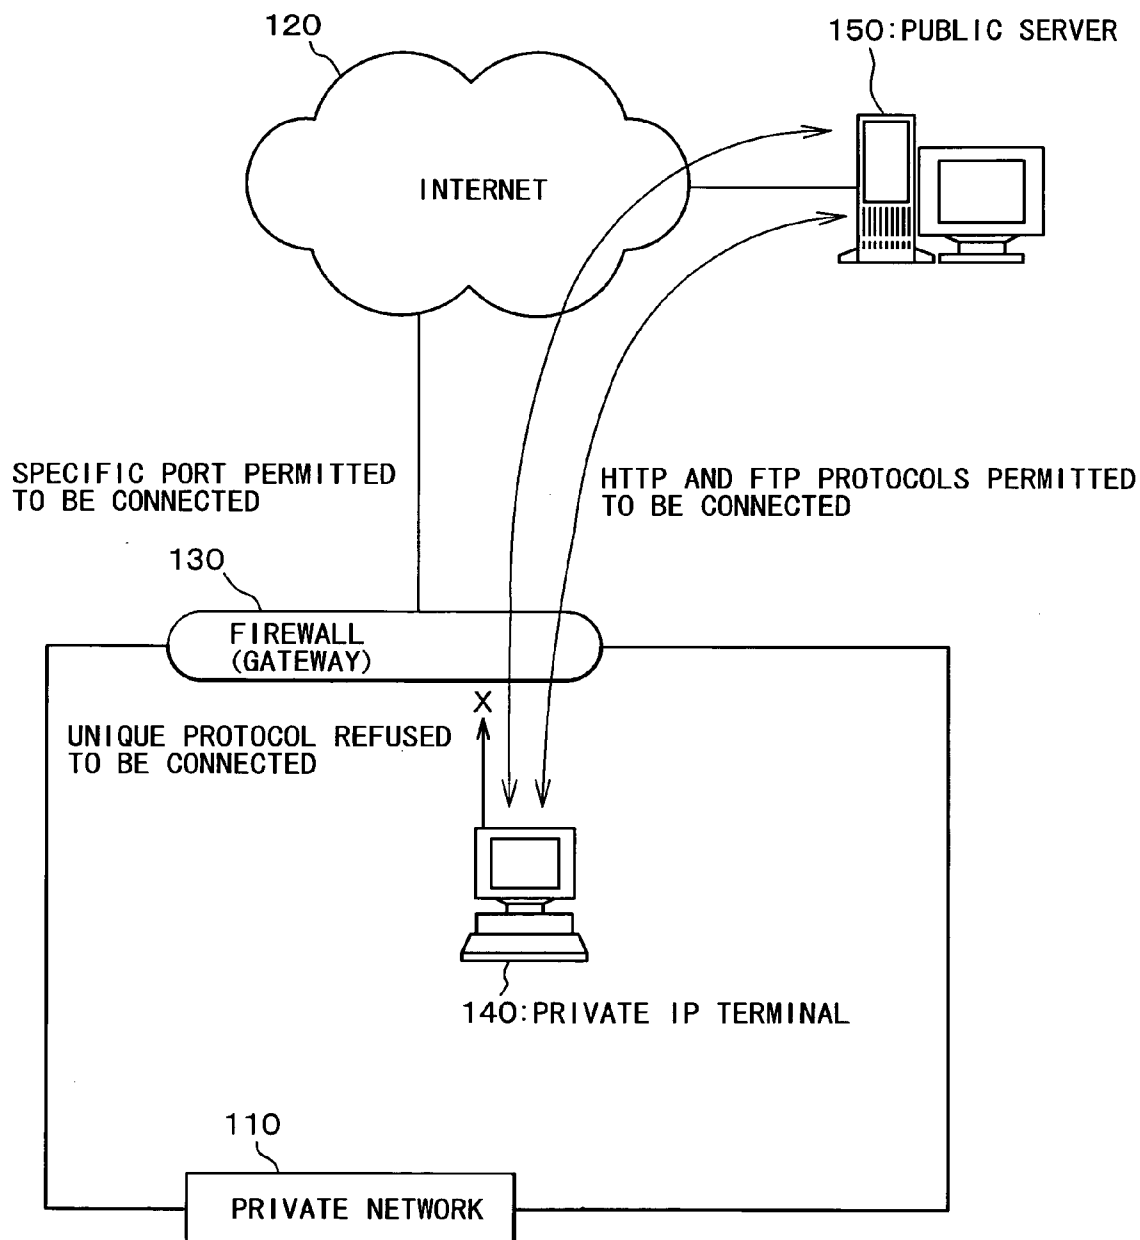 120
150:PUBLIC SERVER
INTERNET
SPECIFIC PORT PERMITTED
TO BE CONNECTED
HTTP AND FTP PROTOCOLS PERMITTED
TO BE CONNECTED
130
FIREWALL
(GATEWAY)
X
UNIQUE PROTOCOL REFUSED
TO BE CONNECTED
140:PRIVATE IP TERMINAL
110
PRIVATE NETWORK